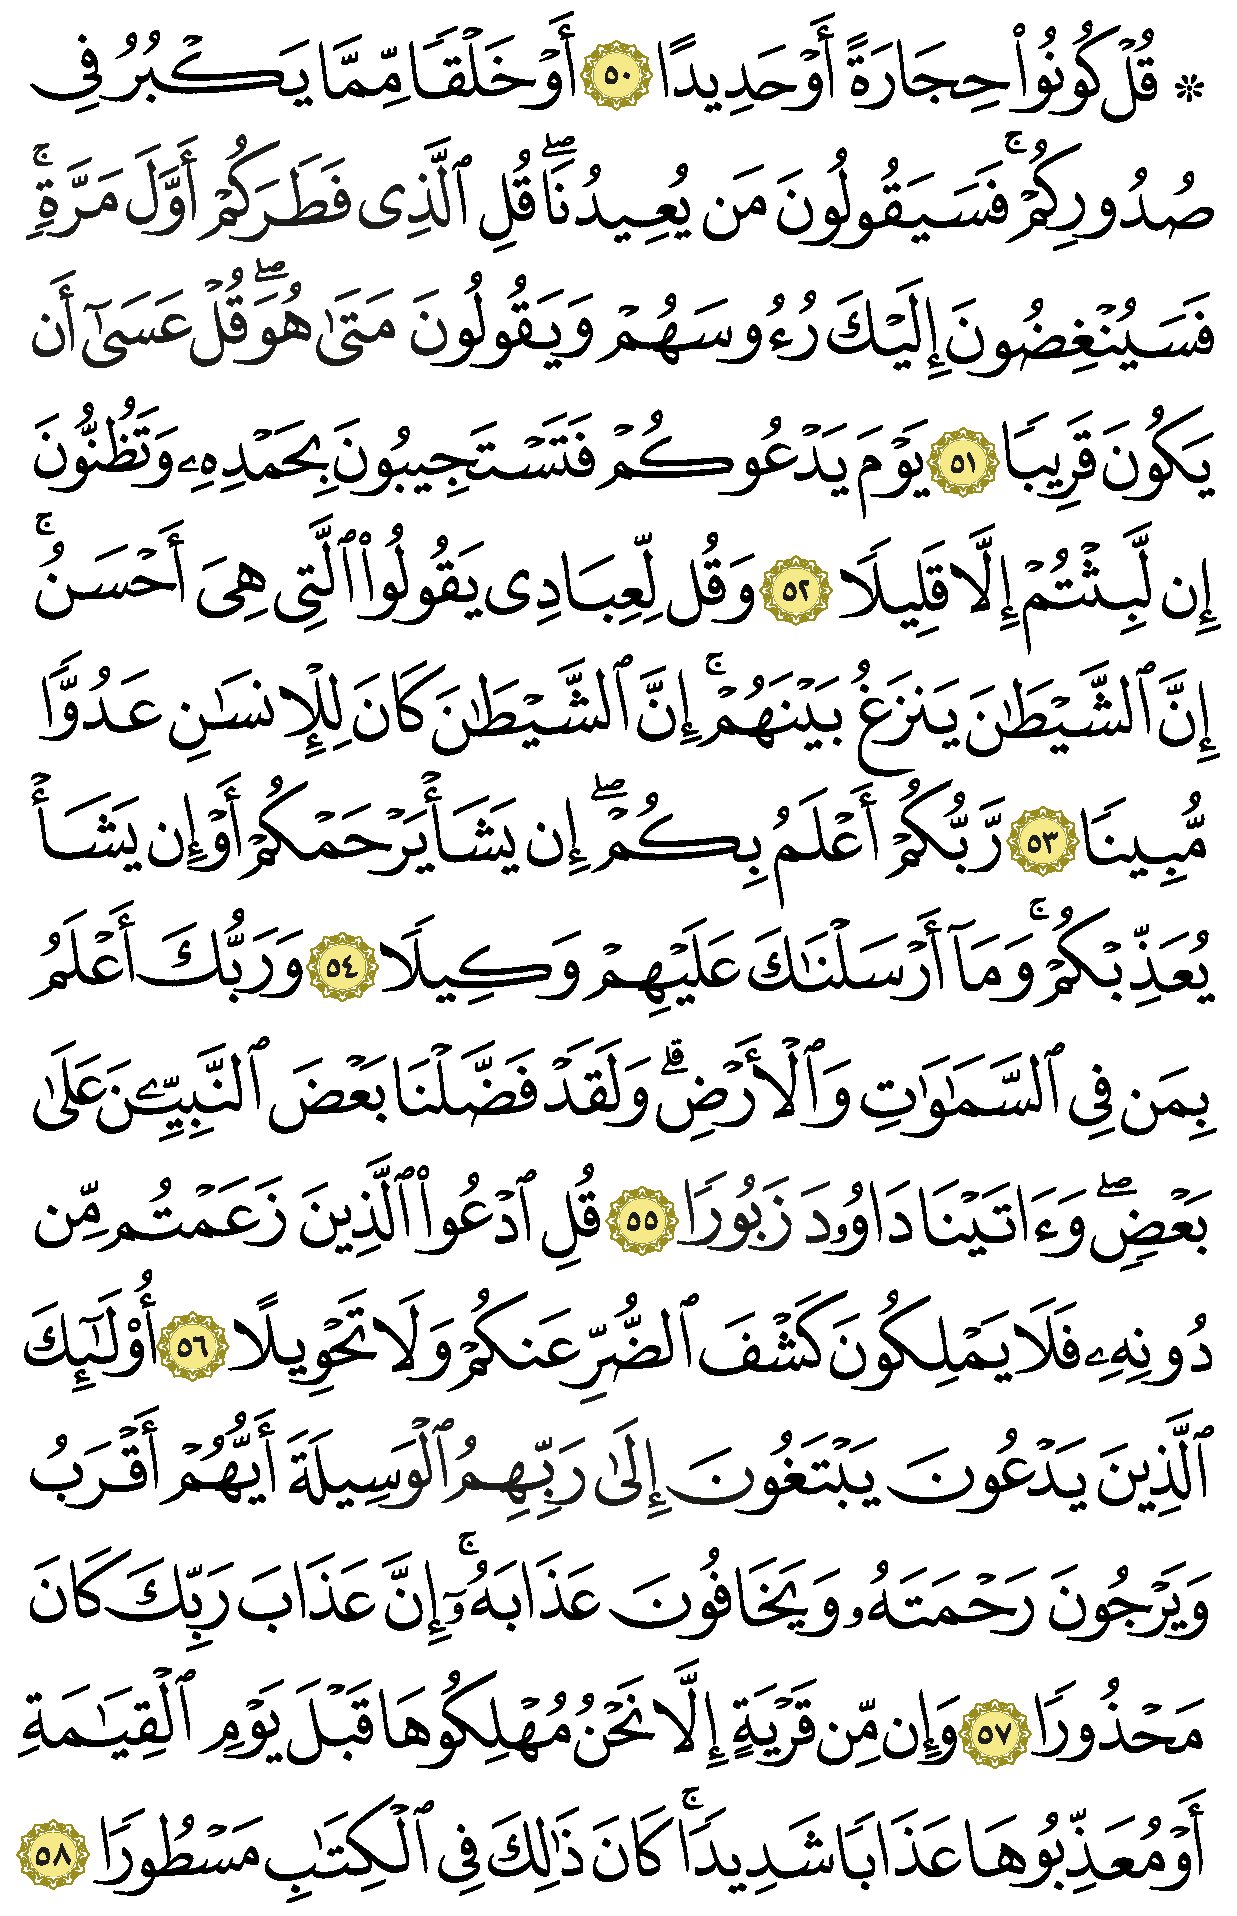 ۞ قُلْ كُونُوا۟ حِجَارَةً أَوْ حَدِيدًا ٥٠ أَوْ خَلْقًا مِّمَّا يَكْبُرُ فِى
صُدُورِكُمْ ۚ فَسَيَقُولُونَ مَن يُعِيدُنَا ۖ قُلِ ٱلَّذِى فَطَرَكُمْ أَوَّلَ مَرَّةٍ ۚ
فَسَيُنْغِضُونَ إِلَيْكَ رُءُوسَهُمْ وَيَقُولُونَ مَتَىٰ هُوَ ۖ قُلْ عَسَىٰٓ أَن
يَكُونَ قَرِيبًا ٥١ يَوْمَ يَدْعُوكُمْ فَتَسْتَجِيبُونَ بِحَمْدِهِۦ وَتَظُنُّونَ
إِن لَّبِثْتُمْ إِلَّا قَلِيلًا ٥٢ وَقُل لِّعِبَادِى يَقُولُوا۟ ٱلَّتِى هِىَ أَحْسَنُ ۚ
إِنَّ ٱلشَّيْطَـٰنَ يَنزَغُ بَيْنَهُمْ ۚ إِنَّ ٱلشَّيْطَـٰنَ كَانَ لِلْإِنسَـٰنِ عَدُوًّا
مُّبِينًا ٥٣ رَّبُّكُمْ أَعْلَمُ بِكُمْ ۖ إِن يَشَأْ يَرْحَمْكُمْ أَوْ إِن يَشَأْ
يُعَذِّبْكُمْ ۚ وَمَآ أَرْسَلْنَـٰكَ عَلَيْهِمْ وَكِيلًا ٥٤ وَرَبُّكَ أَعْلَمُ
بِمَن فِى ٱلسَّمَـٰوَٰتِ وَٱلْأَرْضِ ۗ وَلَقَدْ فَضَّلْنَا بَعْضَ ٱلنَّبِيِّـۧنَ عَلَىٰ
بَعْضٍ ۖ وَءَاتَيْنَا دَاوُۥدَ زَبُورًا ٥٥ قُلِ ٱدْعُوا۟ ٱلَّذِينَ زَعَمْتُم مِّن
دُونِهِۦ فَلَا يَمْلِكُونَ كَشْفَ ٱلضُّرِّ عَنكُمْ وَلَا تَحْوِيلًا ٥٦ أُو۟لَـٰٓئِكَ
ٱلَّذِينَ يَدْعُونَ يَبْتَغُونَ إِلَىٰ رَبِّهِمُ ٱلْوَسِيلَةَ أَيُّهُمْ أَقْرَبُ
وَيَرْجُونَ رَحْمَتَهُۥ وَيَخَافُونَ عَذَابَهُۥٓ ۚ إِنَّ عَذَابَ رَبِّكَ كَانَ
مَحْذُورًا ٥٧ وَإِن مِّن قَرْيَةٍ إِلَّا نَحْنُ مُهْلِكُوهَا قَبْلَ يَوْمِ ٱلْقِيَـٰمَةِ
أَوْ مُعَذِّبُوهَا عَذَابًا شَدِيدًا ۚ كَانَ ذَٰلِكَ فِى ٱلْكِتَـٰبِ مَسْطُورًا ٥٨